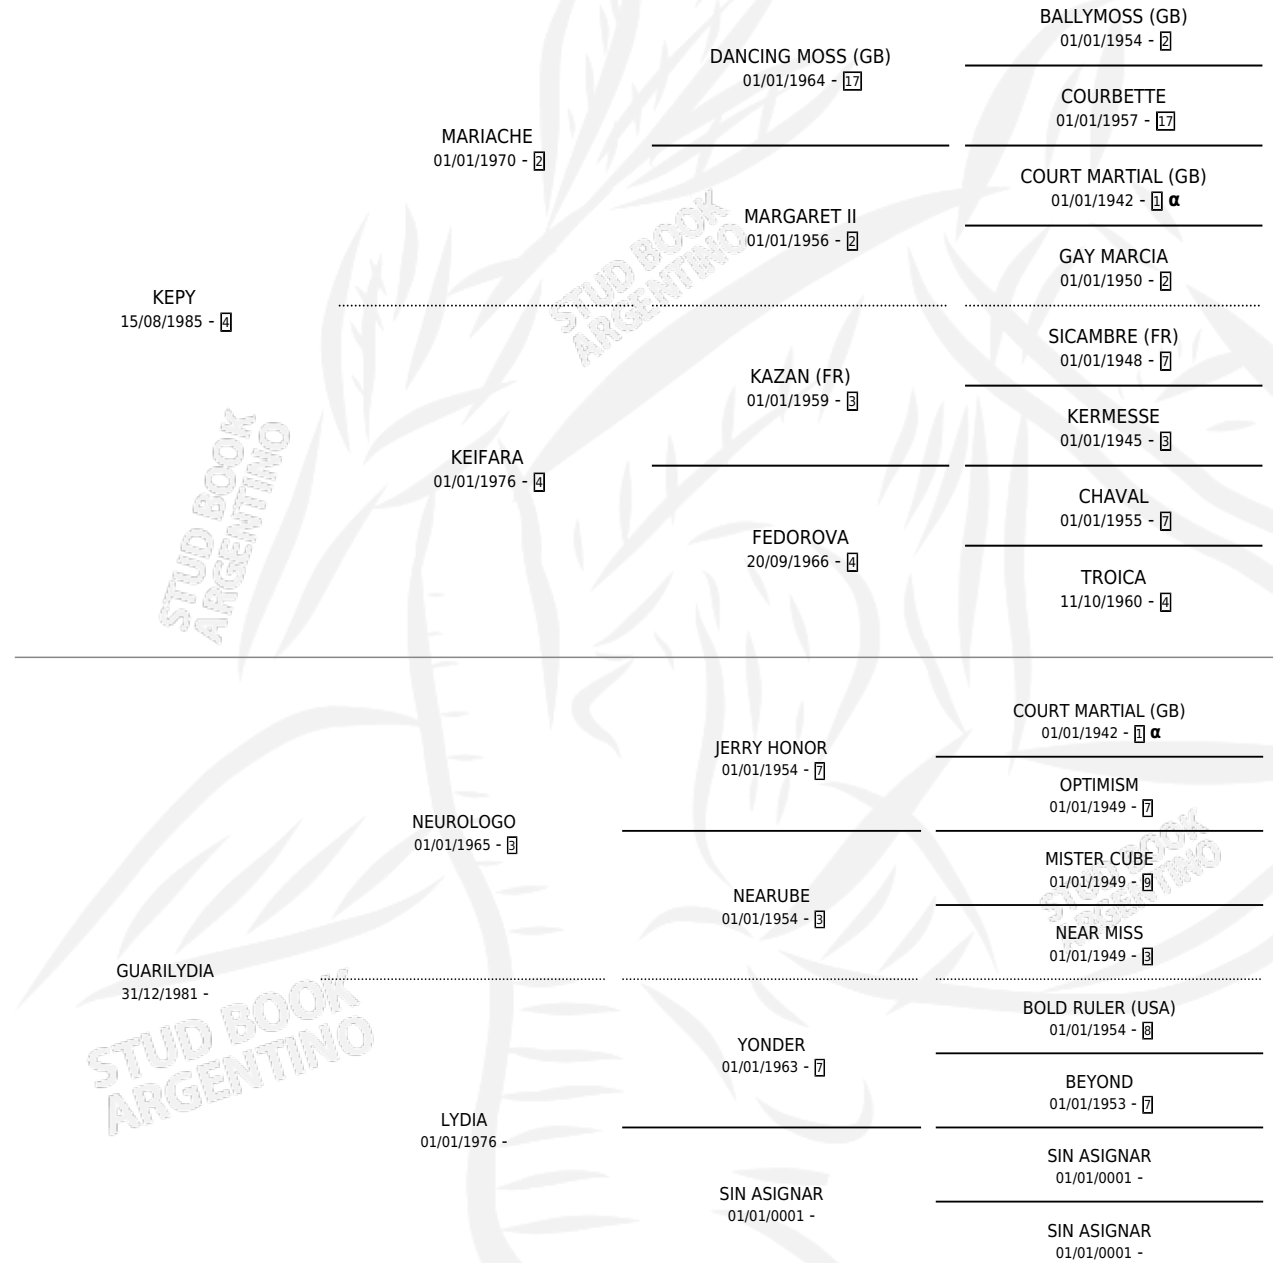 BALLYMOSS (GB)
01/01/1954 - 2
DANCING MOSS (GB)
01/01/1964 - 17
COURBETTE
01/01/1957 - 17
MARIACHE
01/01/1970 - 2
COURT MARTIAL (GB)
01/01/1942 - 1 α
MARGARET II
01/01/1956 - 2
GAY MARCIA
01/01/1950 - 2
KEPY
15/08/1985 - 4
SICAMBRE (FR)
01/01/1948 - 7
KAZAN (FR)
01/01/1959 - 3
KERMESSE
01/01/1945 - 3
KEIFARA
01/01/1976 - 4
CHAVAL
01/01/1955 - 7
FEDOROVA
20/09/1966 - 4
TROICA
11/10/1960 - 4
STUD BOOK
ARGENTINO
STUD BOOK
ARGENTINO
COURT MARTIAL (GB)
01/01/1942 - 1 α
JERRY HONOR
01/01/1954 - 7
OPTIMISM
01/01/1949 - 7
NEUROLOGO
01/01/1965 - 3
MISTER CUBE
01/01/1949 - 9
NEARUBE
01/01/1954 - 3
NEAR MISS
01/01/1949 - 3
GUARILYDIA
31/12/1981 -
BOLD RULER (USA)
01/01/1954 - 8
YONDER
01/01/1963 - 7
BEYOND
01/01/1953 - 7
LYDIA
01/01/1976 -
SIN ASIGNAR
01/01/0001 -
SIN ASIGNAR
01/01/0001 -
SIN ASIGNAR
01/01/0001 -
STUD BOOK
ARGENTINO
STUD BOOK
ARGENTINO